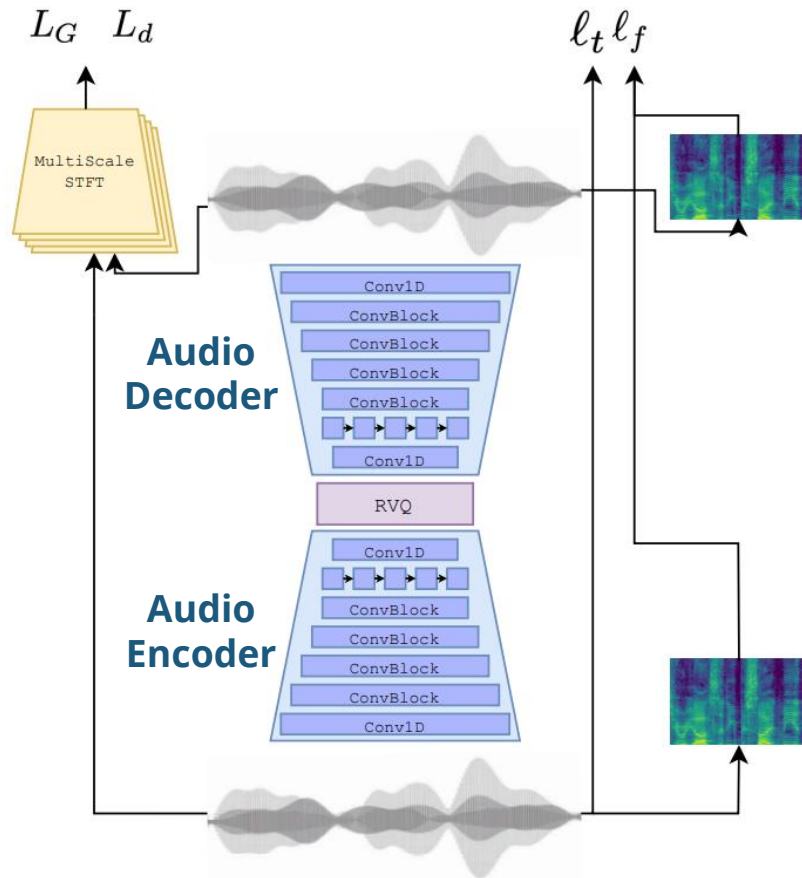 L_G L_d
ℓ_t ℓ_f
MultiScale
STFT
Conv1D
ConvBlock
ConvBlock
ConvBlock
ConvBlock
Conv1D
Audio
Decoder
RVQ
Conv1D
ConvBlock
ConvBlock
ConvBlock
ConvBlock
Conv1D
Audio
Encoder